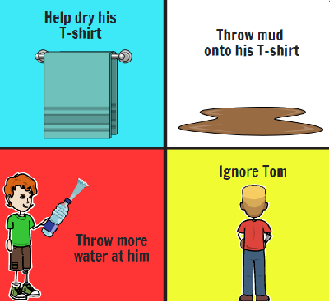 Help dry his
T-shirt
Throw mud
onto his T-shirt
Throw more
water at him
Ignore Tom